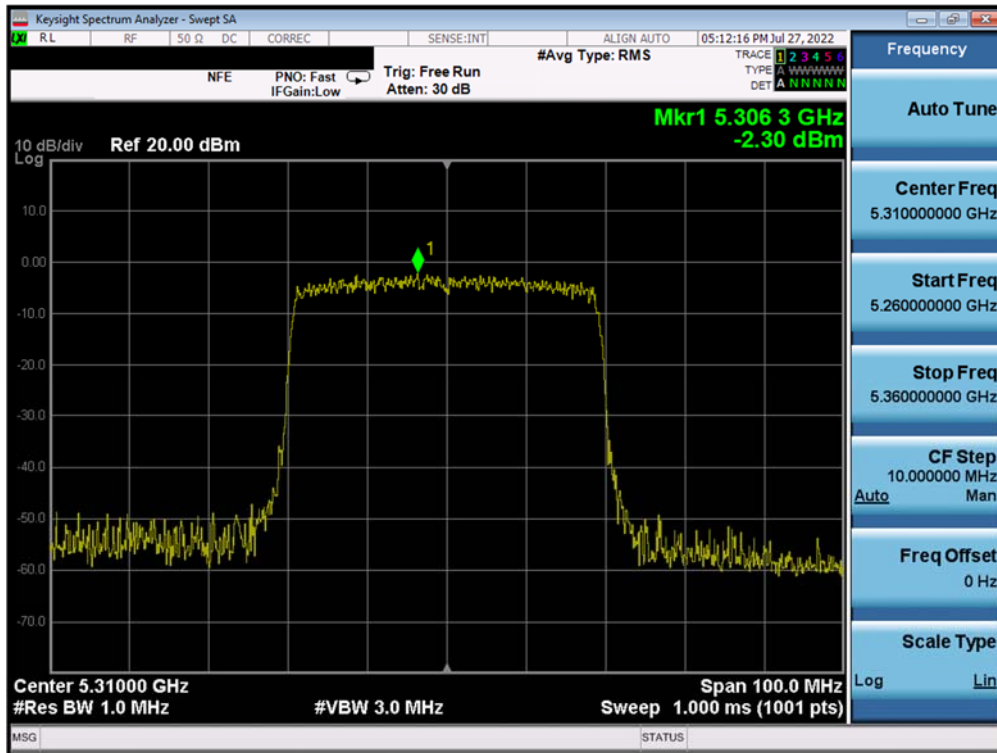 Keysight Spectrum Analyzer - Swept SA
LXI RL RF 50 Ω DC CORREC SENSE:INT ALIGN AUTO 05:12:16 PM Jul 27, 2022
Frequency
#Avg Type: RMS
TRACE 1 2 3 4 5 6
NFE PNO: Fast Trig: Free Run
TYPE A WWWWW
IFGain:Low Atten: 30 dB
DET A N N N N N
Auto Tune
Mkr1 5.306 3 GHz
-2.30 dBm
10 dB/div Ref 20.00 dBm
Log
10.0
0.00
-10.0
-20.0
-30.0
-40.0
-50.0
-60.0
-70.0
1
Center Freq
5.310000000 GHz
Start Freq
5.260000000 GHz
Stop Freq
5.360000000 GHz
CF Step
10.000000 MHz
Auto Man
Freq Offset
0 Hz
Scale Type
Log Lin
Center 5.31000 GHz Span 100.0 MHz
#Res BW 1.0 MHz #VBW 3.0 MHz Sweep 1.000 ms (1001 pts)
MSG STATUS